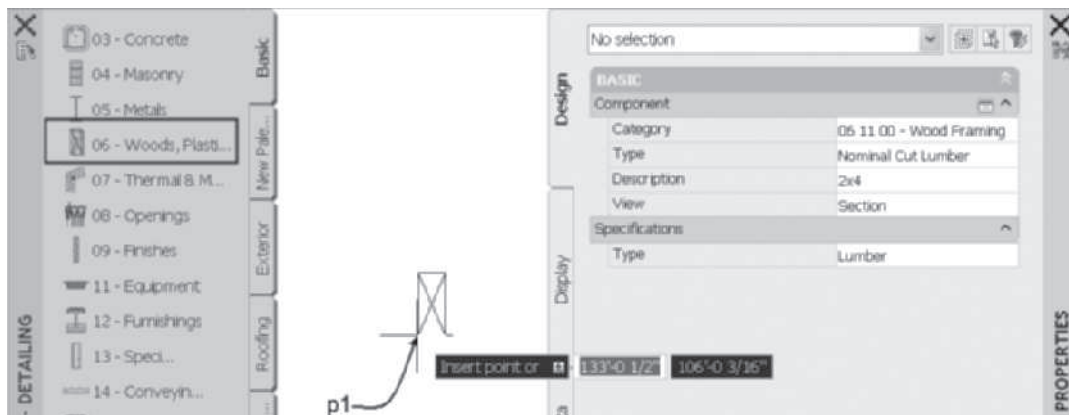 03 - Concrete
04 - Masonry
05 - Metals
06 - Woods, Plasti...
07 - Thermal & M...
08 - Openings
09 - Finishes
11 - Equipment
12 - Furnishings
13 - Speci...
14 - Conveyin...
- DETAILING
Basic
New Pale...
Exterior
Roofing
p1
Insert point or
133'-0 1/2"
106'-0 3/16"
Design
Display
No selection
BASIC
Component
Category 06 11 00 - Wood Framing
Type Nominal Cut Lumber
Description 2x4
View Section
Specifications
Type Lumber
PROPERTIES